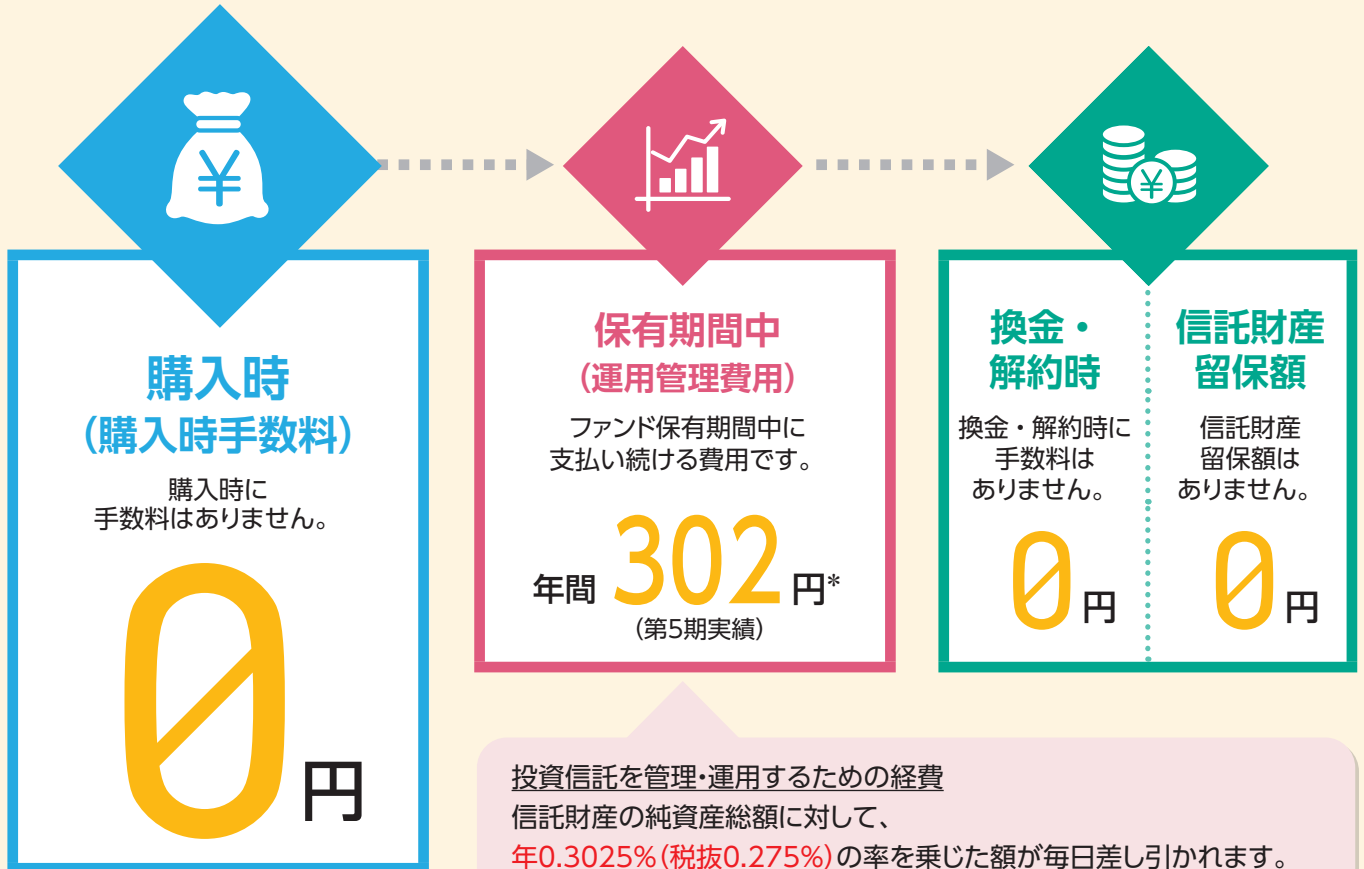 ¥
購入時
(購入時手数料)
購入時に
手数料はありません。
0円
保有期間中
(運用管理費用)
ファンド保有期間中に
支払い続ける費用です。
年間 302円*
(第5期実績)
¥
換金・
解約時
換金・解約時に
手数料は
ありません。
0円
信託財産
留保額
信託財産
留保額は
ありません。
0円
投資信託を管理・運用するための経費
信託財産の純資産総額に対して、
年0.3025%(税抜0.275%)の率を乗じた額が毎日差し引かれます。